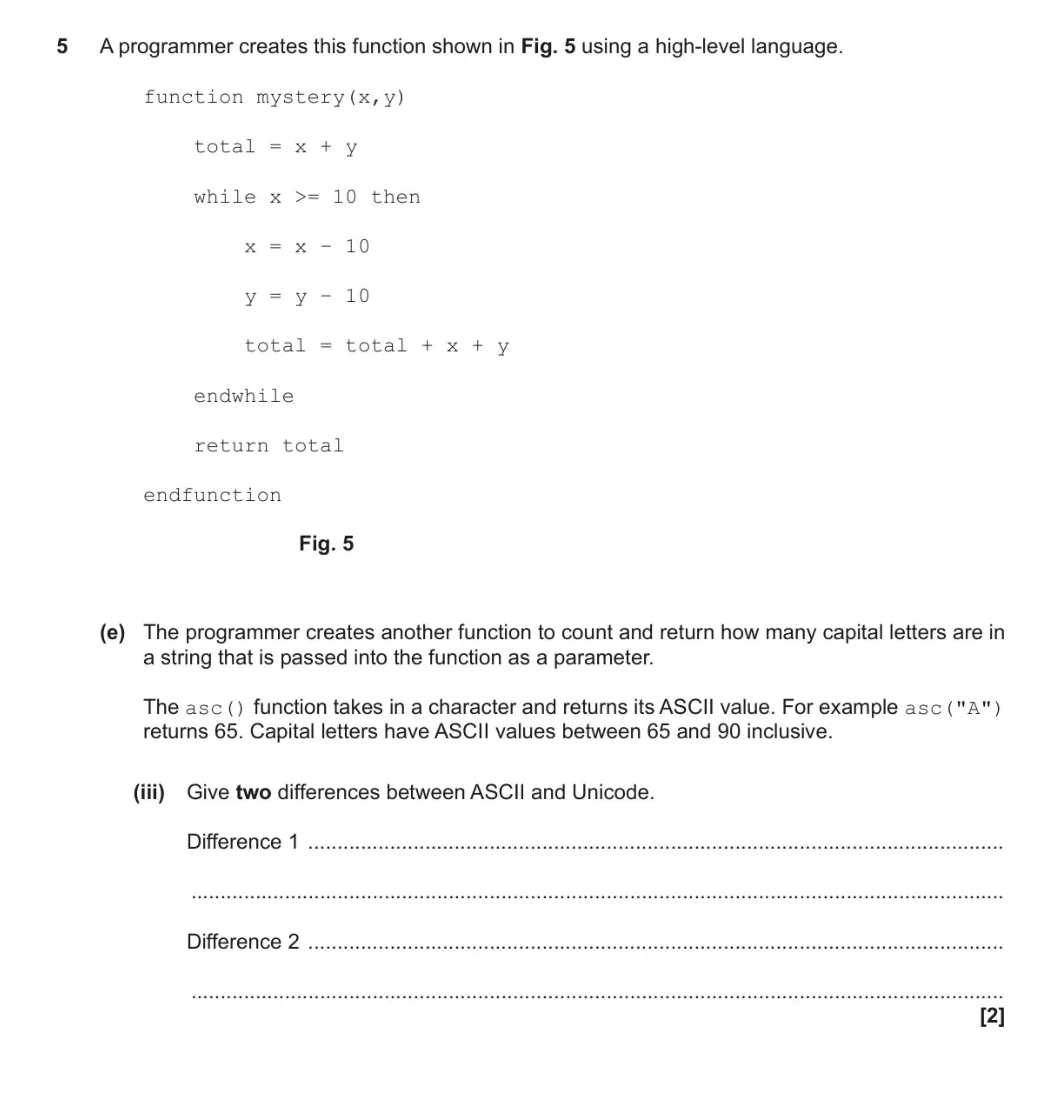 5 A programmer creates this function shown in Fig. 5 using a high-level language.
function mystery(x,y)
total = x + y
while x >= 10 then
x = x - 10
y = y - 10
total = total + x + y
endwhile
return total
endfunction
Fig. 5
(e) The programmer creates another function to count and return how many capital letters are in
a string that is passed into the function as a parameter.
The asc() function takes in a character and returns its ASCII value. For example asc("A")
returns 65. Capital letters have ASCII values between 65 and 90 inclusive.
(iii) Give two differences between ASCII and Unicode.
Difference 1 ....................................................................................................................
.......................................................................................................................................
Difference 2 ....................................................................................................................
.......................................................................................................................................
[2]